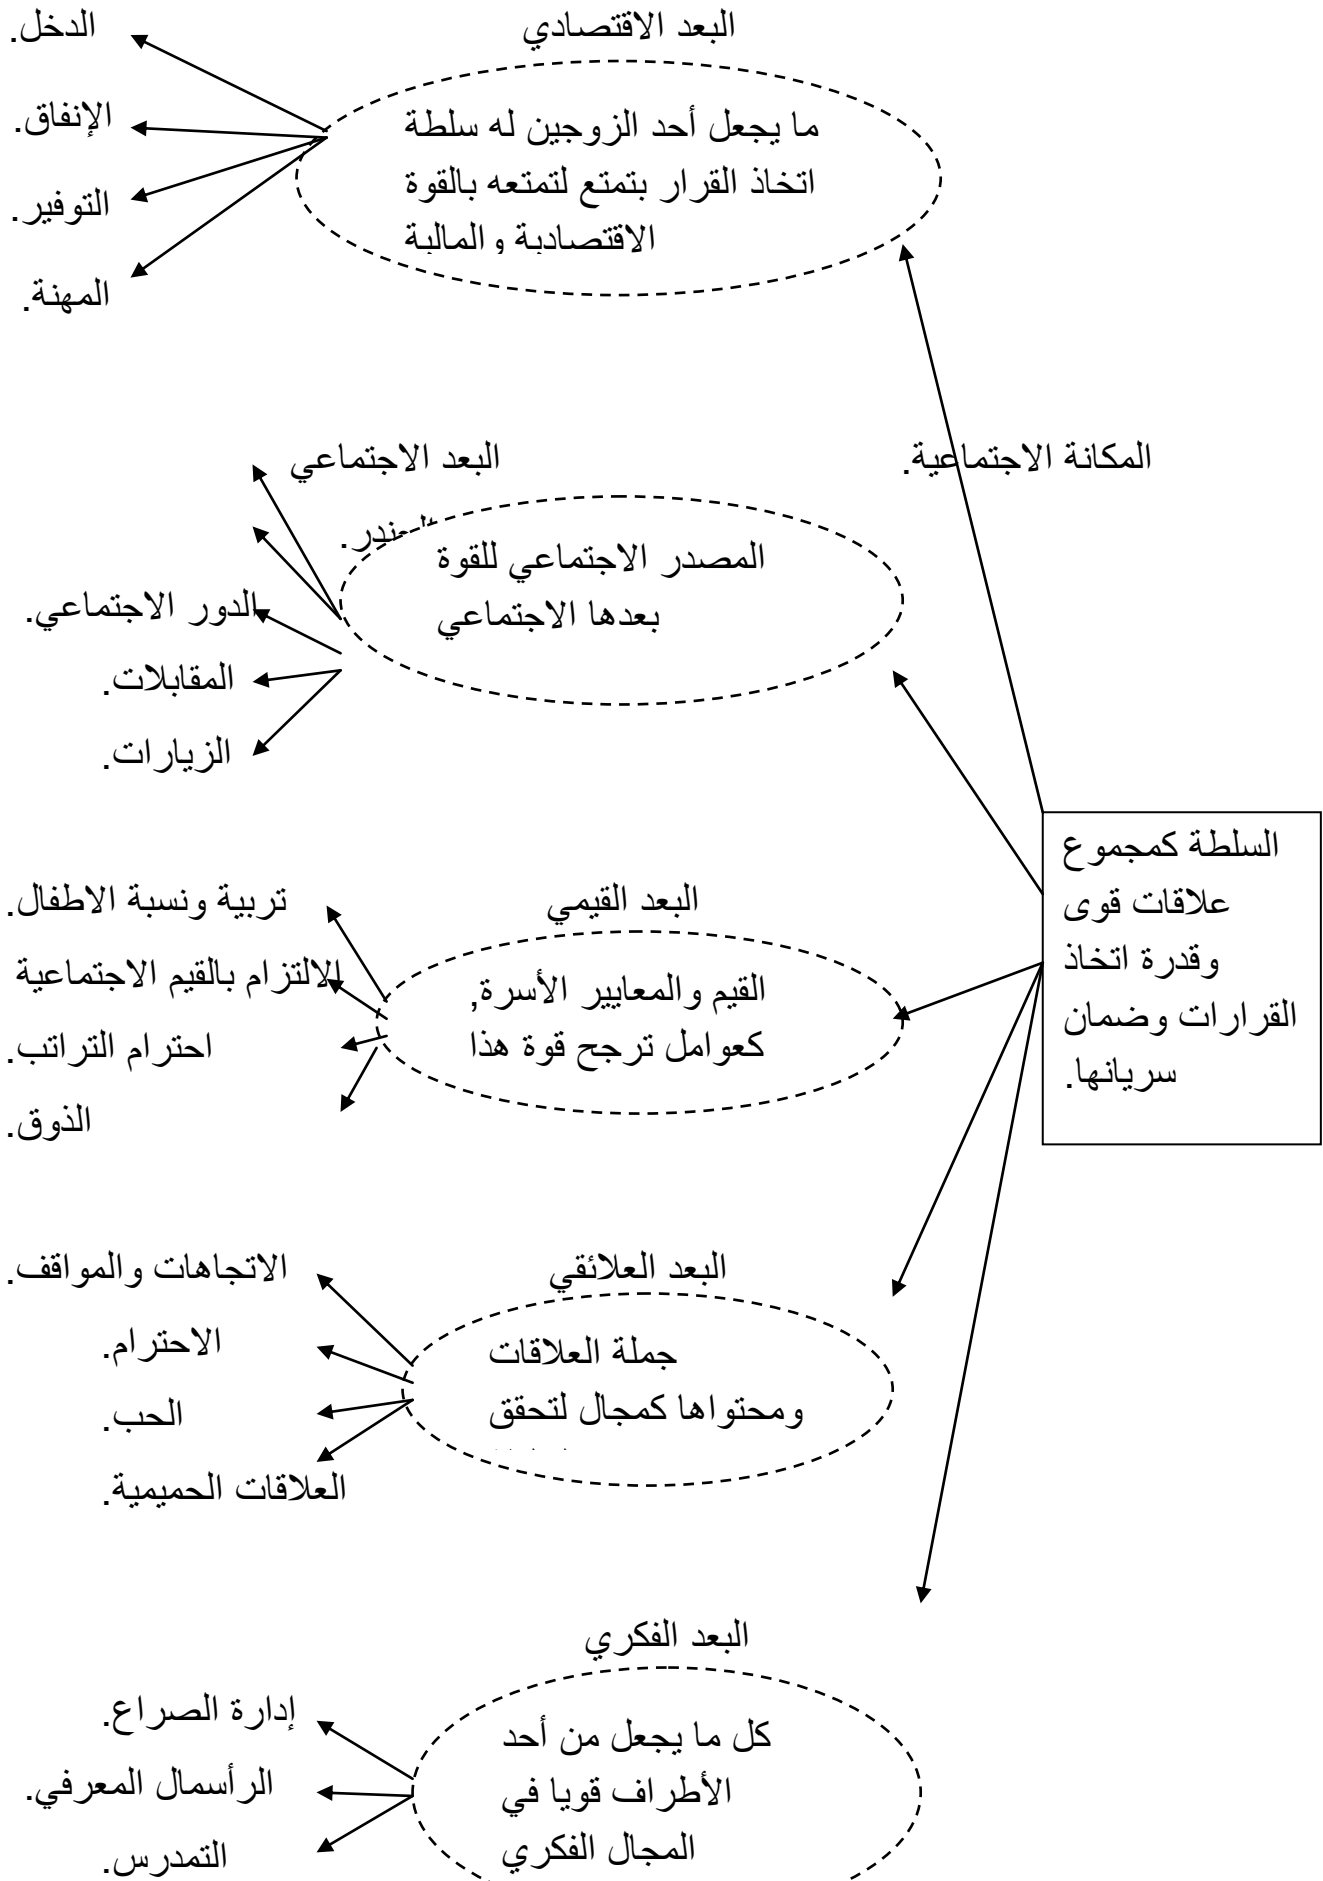 البعد الاقتصادي
ما يجعل أحد الزوجين له سلطة
اتخاذ القرار بتمتع لتمتعه بالقوة
الاقتصادية والمالية
الدخل.
الإنفاق.
التوفير.
المهنة.
المكانة الاجتماعية.
البعد الاجتماعي
المصدر الاجتماعي للقوة
بعدها الاجتماعي
الدور الاجتماعي.
المقابلات.
الزيارات.
السلطة كمجموع
علاقات قوى
وقدرة اتخاذ
القرارات وضمان
سريانها.
البعد القيمي
القيم والمعايير الأسرة,
كعوامل ترجح قوة هذا
تربية ونسبة الاطفال.
الالتزام بالقيم الاجتماعية
احترام التراتب.
الذوق.
البعد العلائقي
جملة العلاقات
ومحتواها كمجال لتحقق
الاتجاهات والمواقف.
الاحترام.
الحب.
العلاقات الحميمية.
البعد الفكري
كل ما يجعل من أحد
الأطراف قويا في
المجال الفكري
إدارة الصراع.
الرأسمال المعرفي.
التمدرس.